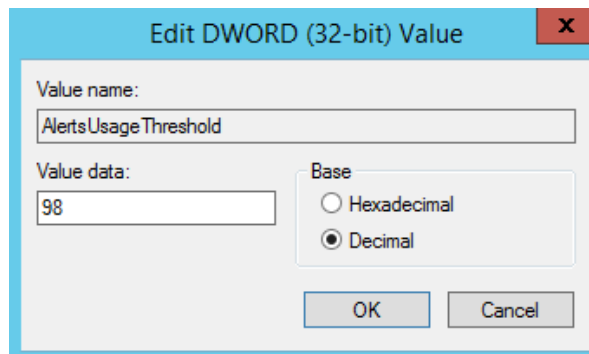 Edit DWORD (32-bit) Value
x
Value name:
AlertsUsageThreshold
Value data:
98
Base
Hexadecimal
Decimal
OK
Cancel